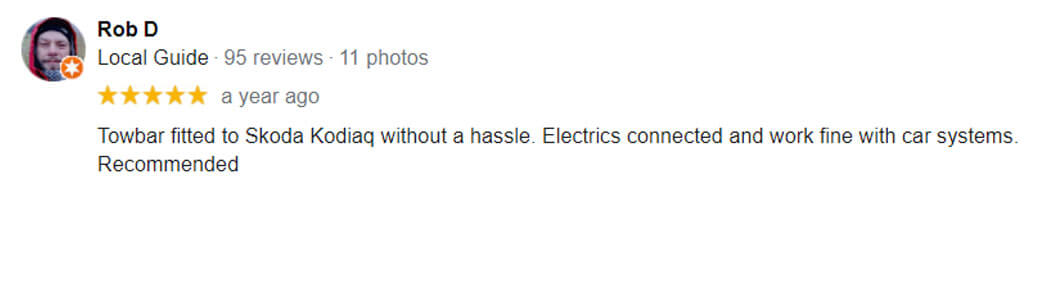 Rob D
Local Guide · 95 reviews · 11 photos
a year ago
Towbar fitted to Skoda Kodiaq without a hassle. Electrics connected and work fine with car systems.
Recommended